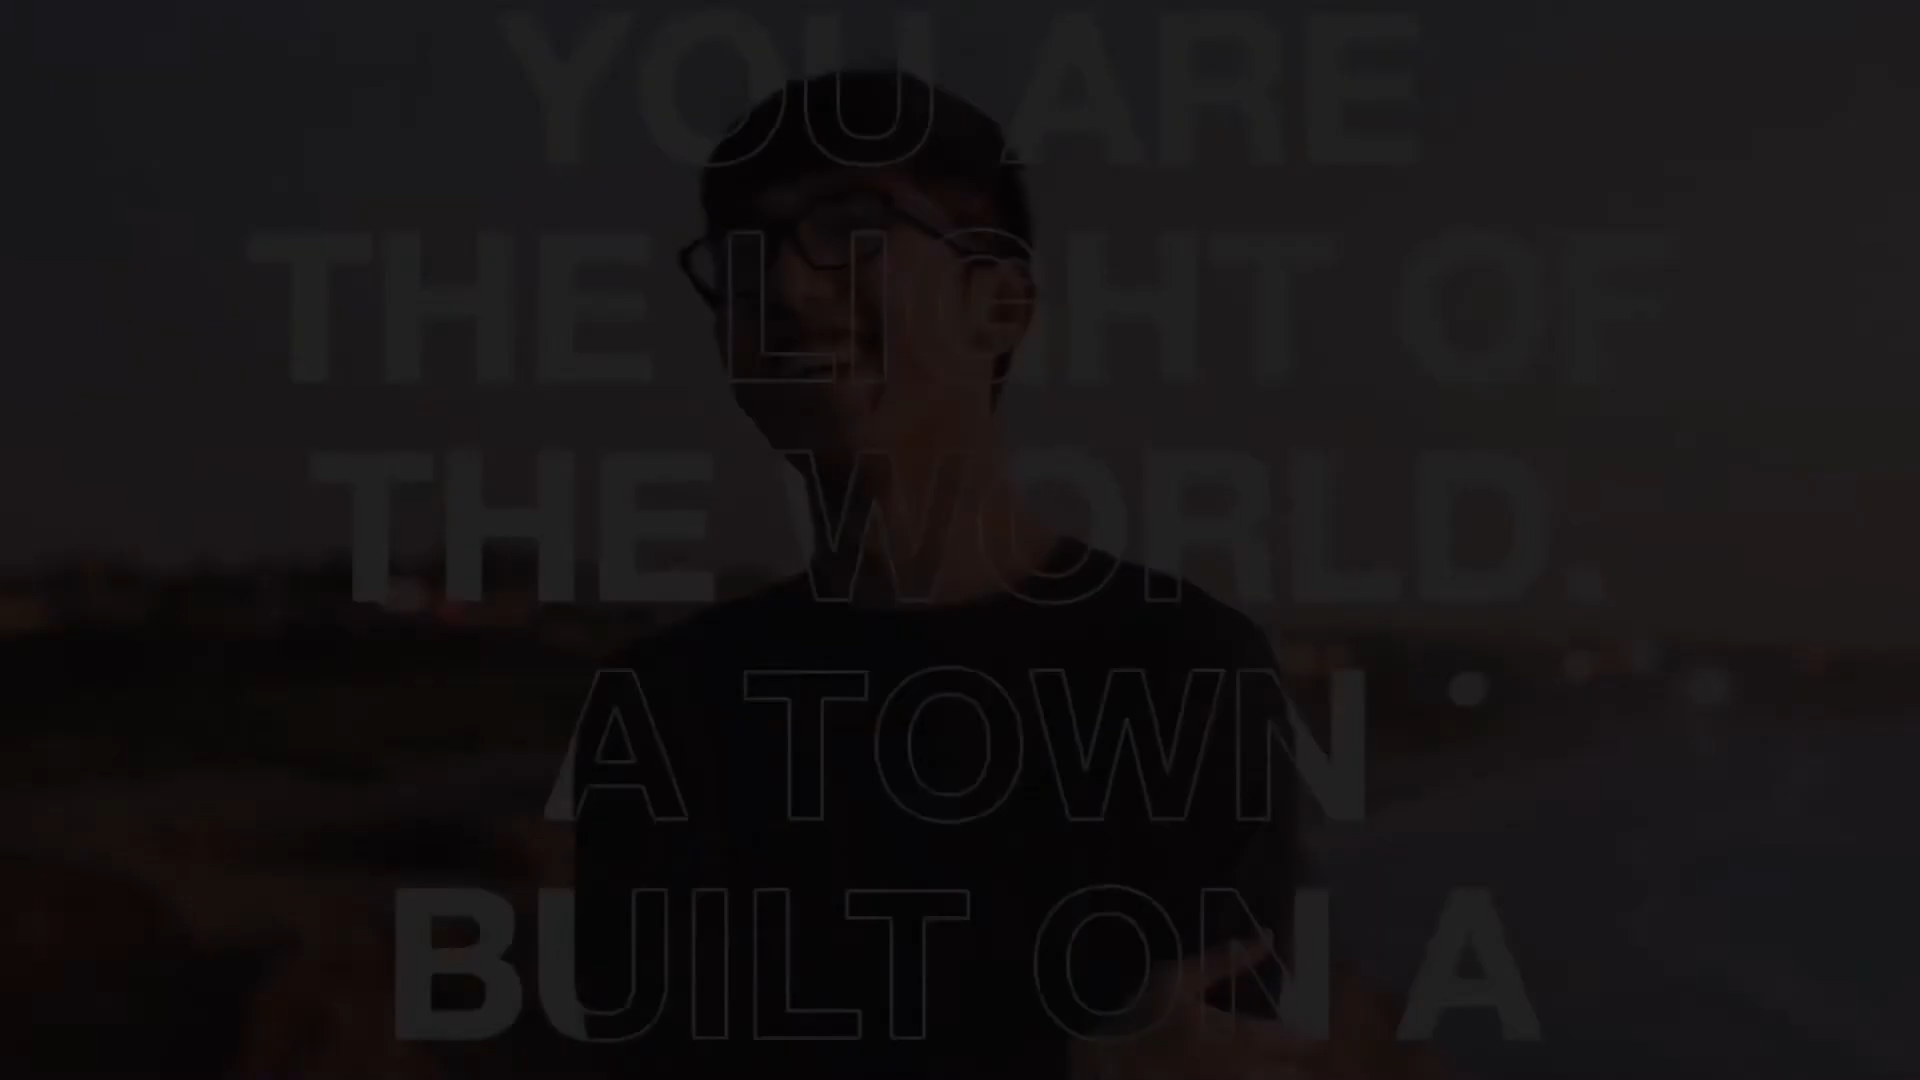 YOU ARE
THE LIGHT OF
THE WORLD.
A TOWN
BUILT ON A